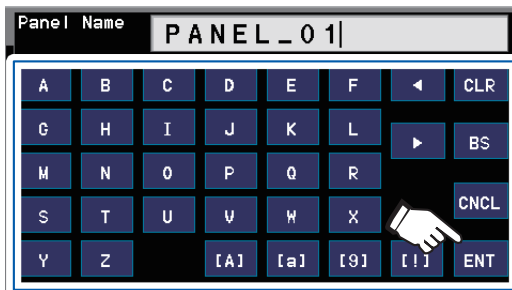 Panel Name PANEL_01
A B C D E F ◀ CLR
G H I J K L ▶ BS
M N O P Q R
S T U V W X CNCL
Y Z [A] [a] [9] [!] ENT